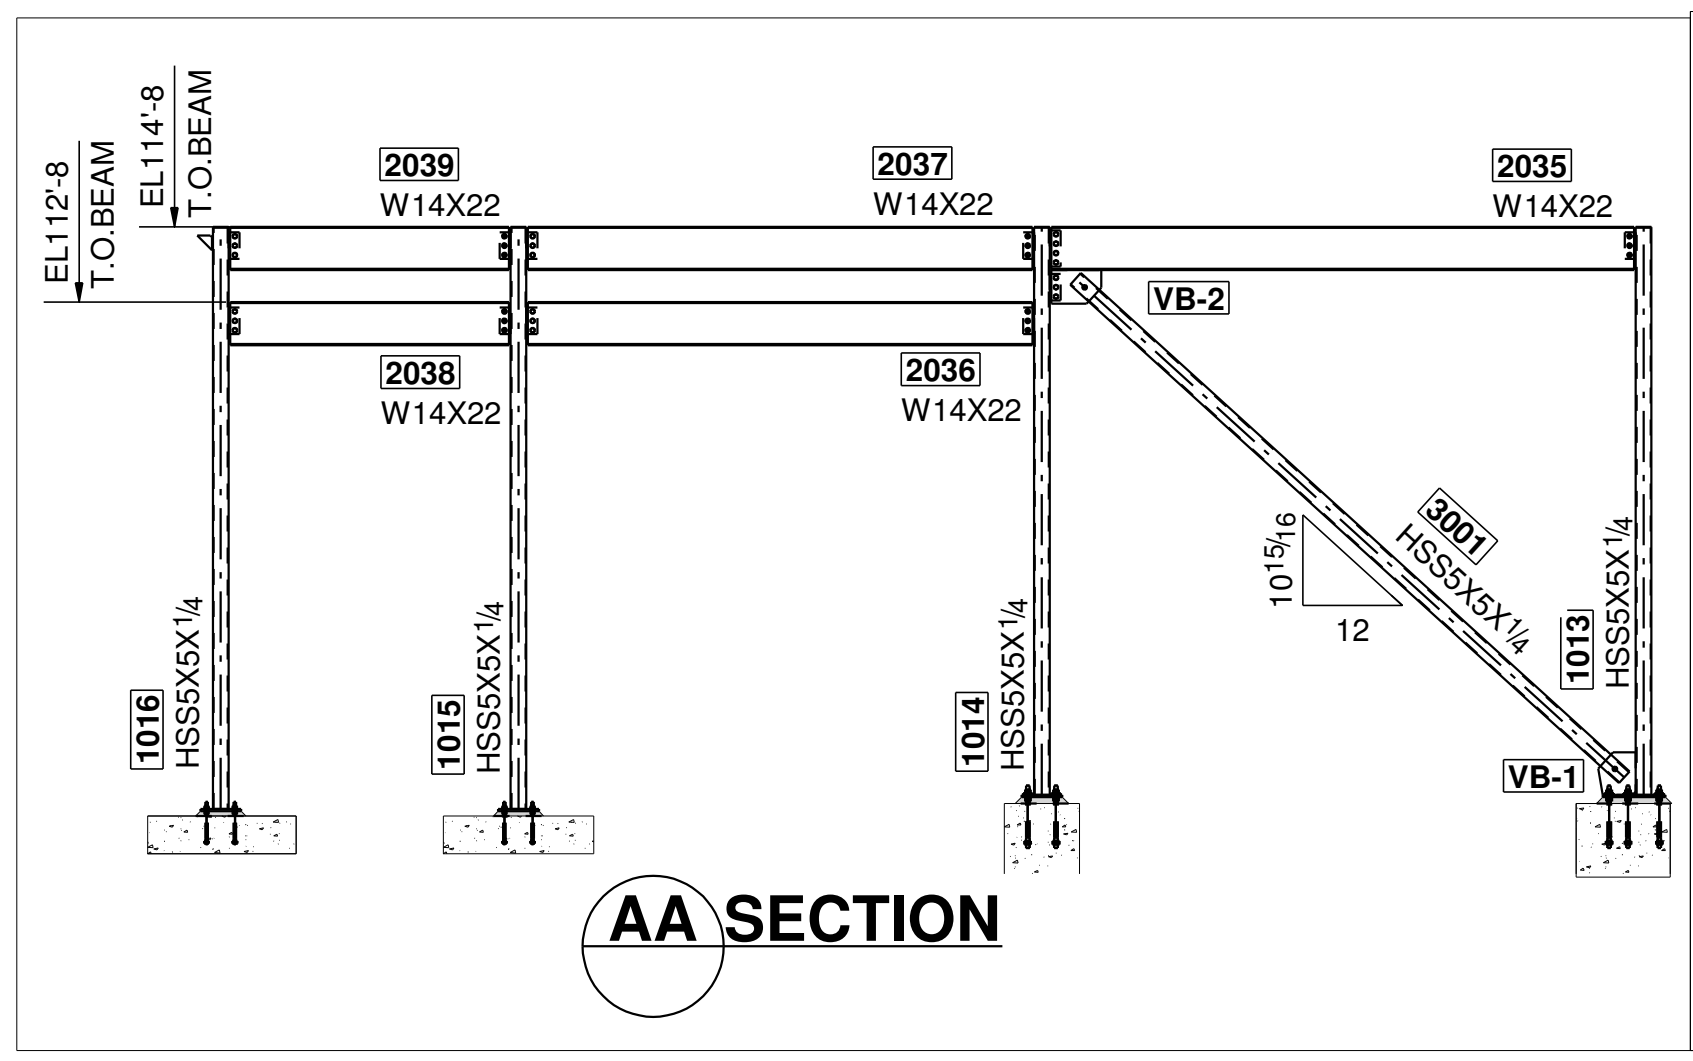 EL114'-8
T.O.BEAM
EL112'-8
T.O.BEAM
2039
W14X22
2037
W14X22
2035
W14X22
VB-2
2038
W14X22
2036
W14X22
3001
HSS5X5X1/4
10 15/16
12
1016
HSS5X5X1/4
1015
HSS5X5X1/4
1014
HSS5X5X1/4
1013
HSS5X5X1/4
VB-1
AA SECTION